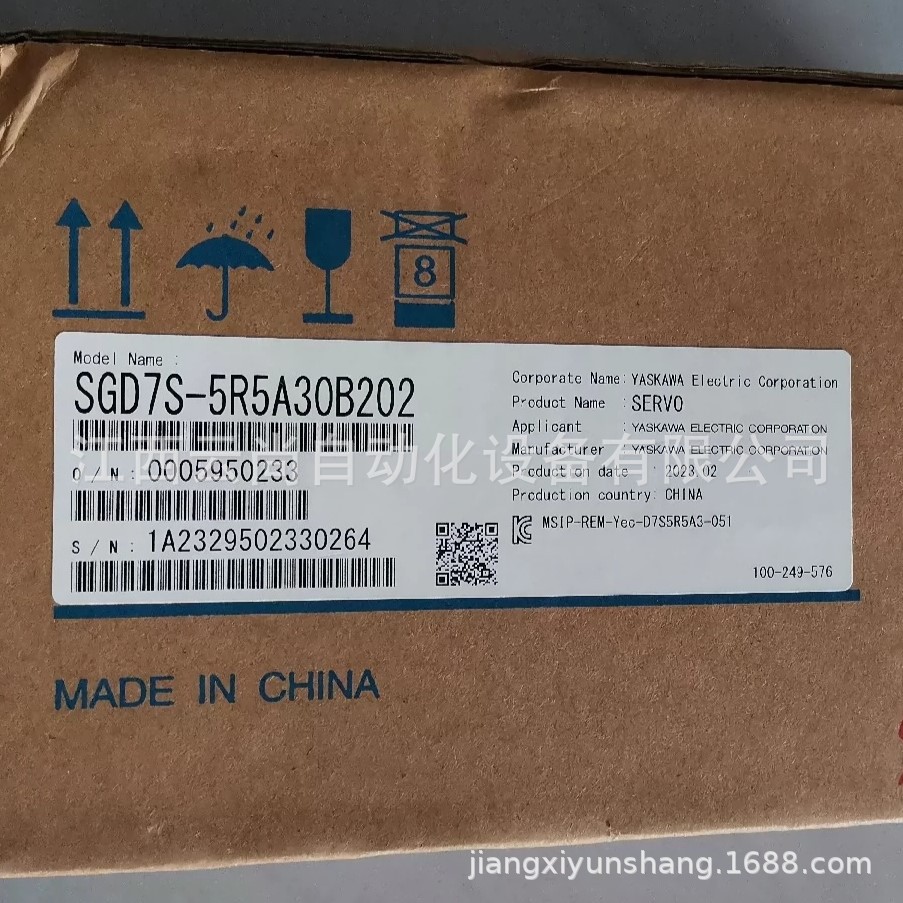 8
Model Name :
SGD7S-5R5A30B202
O/N: 0005950233
S/N: 1A2329502330264
Corporate Name: YASKAWA Electric Corporation
Product Name : SERVO
Applicant : YASKAWA ELECTRIC CORPORATION
Manufacturer : YASKAWA ELECTRIC CORPORATION
Production date : 2023.02
Production country: CHINA
MSIP-REM-Yec-D7S5R5A3-051
100-249-576
江西云尚自动化设备有限公司
MADE IN CHINA
jiangxiyunshang.1688.com